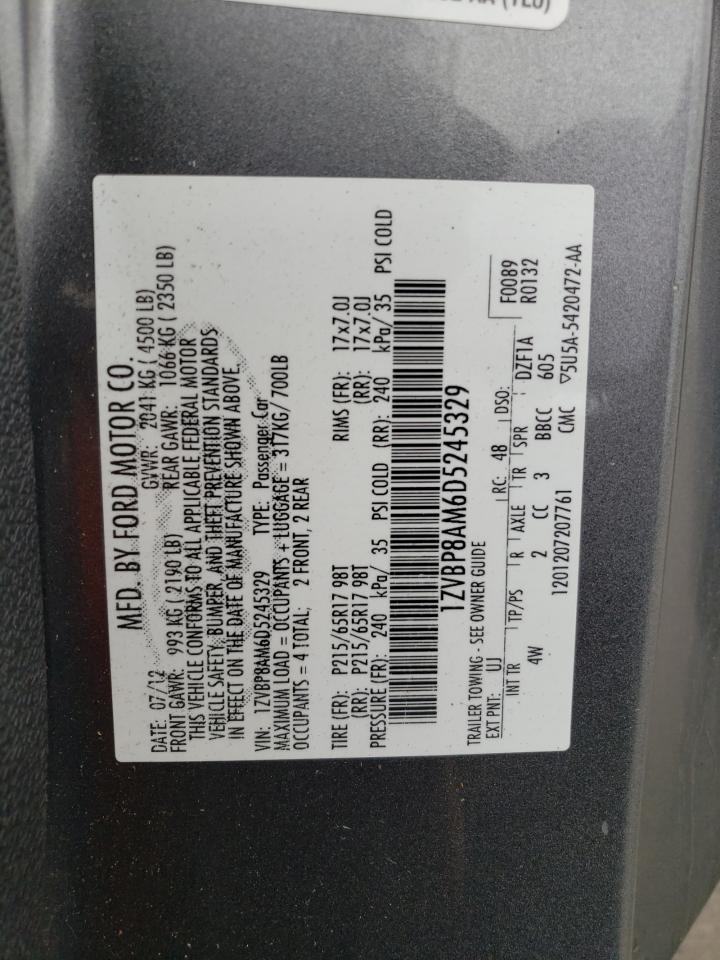 MFD. BY FORD MOTOR CO.
DATE: 07/12 GVWR: 2041 KG ( 4500 LB)
FRONT GAWR: 993 KG ( 2190 LB) REAR GAWR: 1066 KG ( 2350 LB)
THIS VEHICLE CONFORMS TO ALL APPLICABLE FEDERAL MOTOR
VEHICLE SAFETY, BUMPER, AND THEFT PREVENTION STANDARDS
IN EFFECT ON THE DATE OF MANUFACTURE SHOWN ABOVE.
VIN: 1ZVBP8AM6D5245329 TYPE: Passenger Car
MAXIMUM LOAD = OCCUPANTS + LUGGAGE = 317KG/ 700LB
OCCUPANTS = 4 TOTAL; 2 FRONT, 2 REAR
TIRE (FR): P215/65R17 98T RIMS (FR): 17x7.0J
(RR): P215/65R17 98T (RR): 17x7.0J
PRESSURE (FR): 240 kPa/ 35 PSI COLD (RR): 240 kPa/ 35 PSI COLD
1ZVBP8AM6D5245329
TRAILER TOWING - SEE OWNER GUIDE
EXT PNT: UJ RC: 48 DSO: F0089
R0132
INT TR TP/PS R AXLE TR SPR DZF1A
4W 2 CC 3 BBCC 605
1201207207761 CMC ▽5U5A-5420472-AA